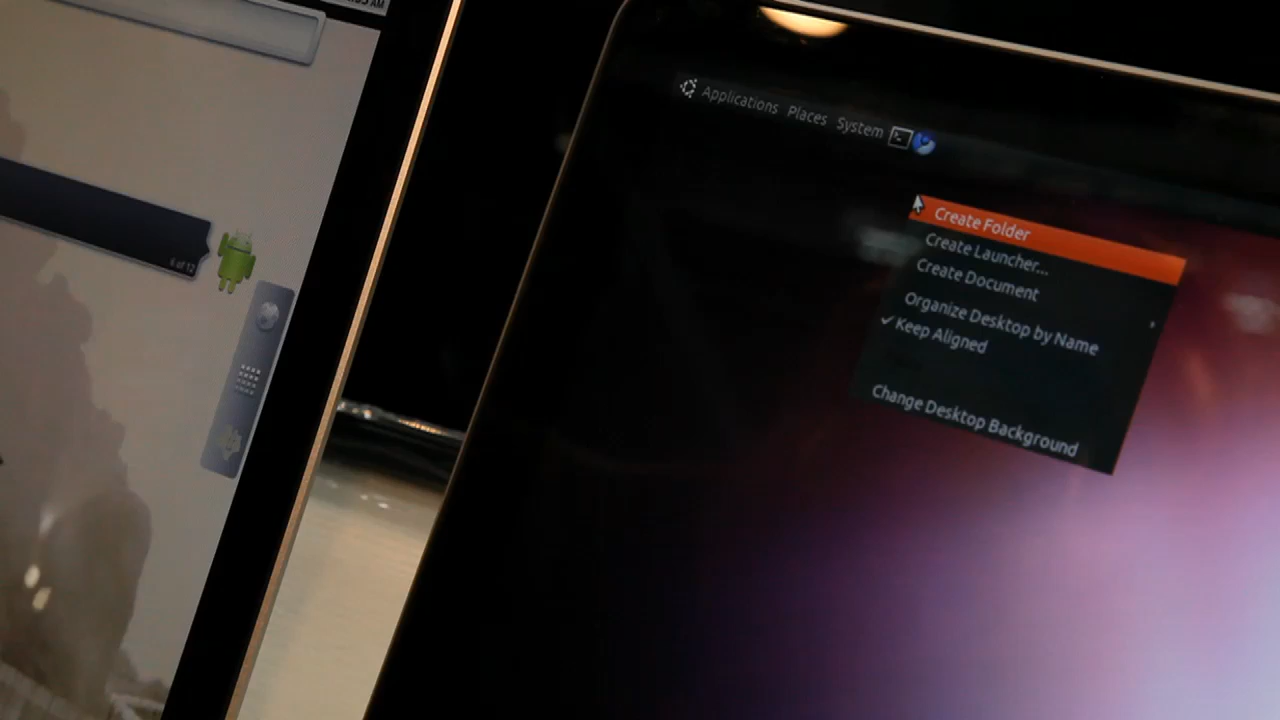 AM
6 of 12
Applications Places System
Create Folder
Create Launcher...
Create Document
Organize Desktop by Name
Keep Aligned
Change Desktop Background